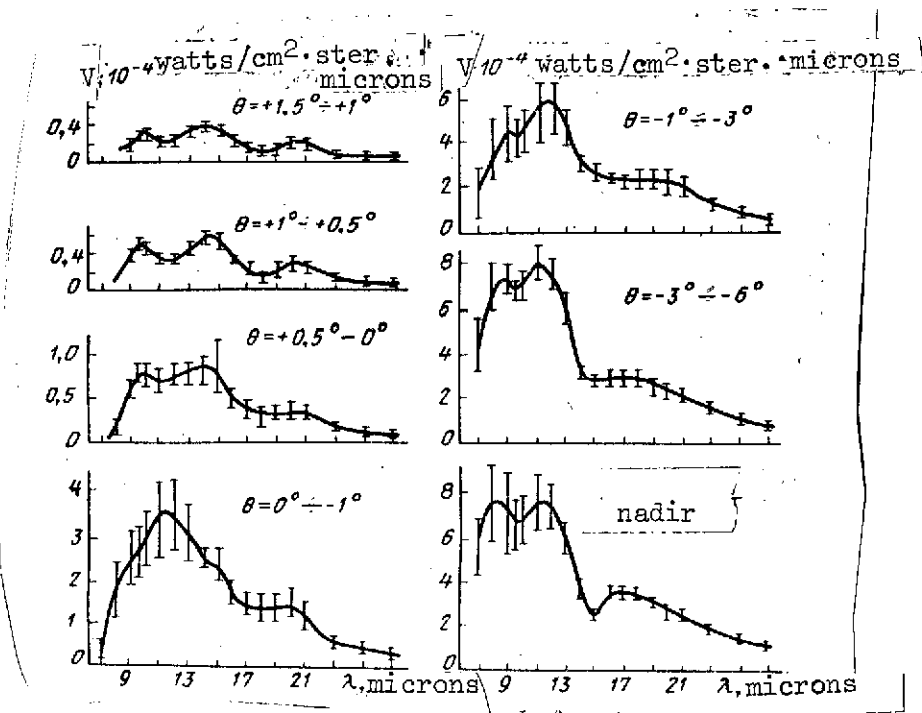 V, 10⁻⁴ watts/cm²·ster.
microns
θ=+1.5°÷+1°
0,4
0
θ=+1°÷+0.5°
0,4
0
θ=+0.5°−0°
1,0
0,5
0
θ=0°÷-1°
4
3
2
1
0
9 13 17 21 λ, microns
V 10⁻⁴ watts/cm²·ster. microns
θ=-1°÷-3°
6
4
2
0
θ=-3°÷-6°
8
6
4
2
0
nadir
8
6
4
2
0
9 13 17 21 λ, microns